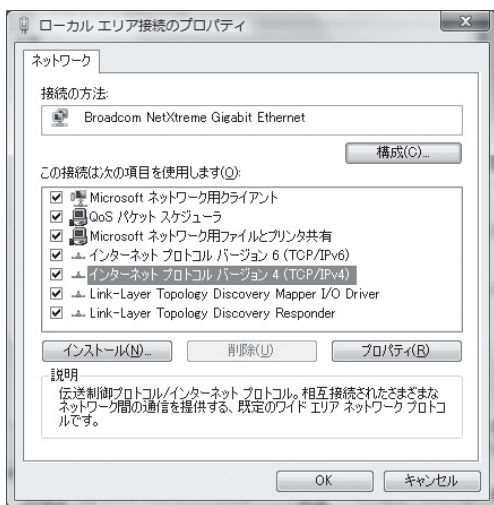 ローカル エリア接続のプロパティ
ネットワーク
接続の方法:
Broadcom NetXtreme Gigabit Ethernet
構成(C)...
この接続は次の項目を使用します(O):
Microsoft ネットワーク用クライアント
QoS パケット スケジューラ
Microsoft ネットワーク用ファイルとプリンタ共有
インターネット プロトコル バージョン 6 (TCP/IPv6)
インターネット プロトコル バージョン 4 (TCP/IPv4)
Link-Layer Topology Discovery Mapper I/O Driver
Link-Layer Topology Discovery Responder
インストール(N)... 削除(U) プロパティ(R)
説明
伝送制御プロトコル/インターネット プロトコル。相互接続されたさまざまな
ネットワーク間の通信を提供する、既定のワイド エリア ネットワーク プロトコ
ルです。
OK キャンセル